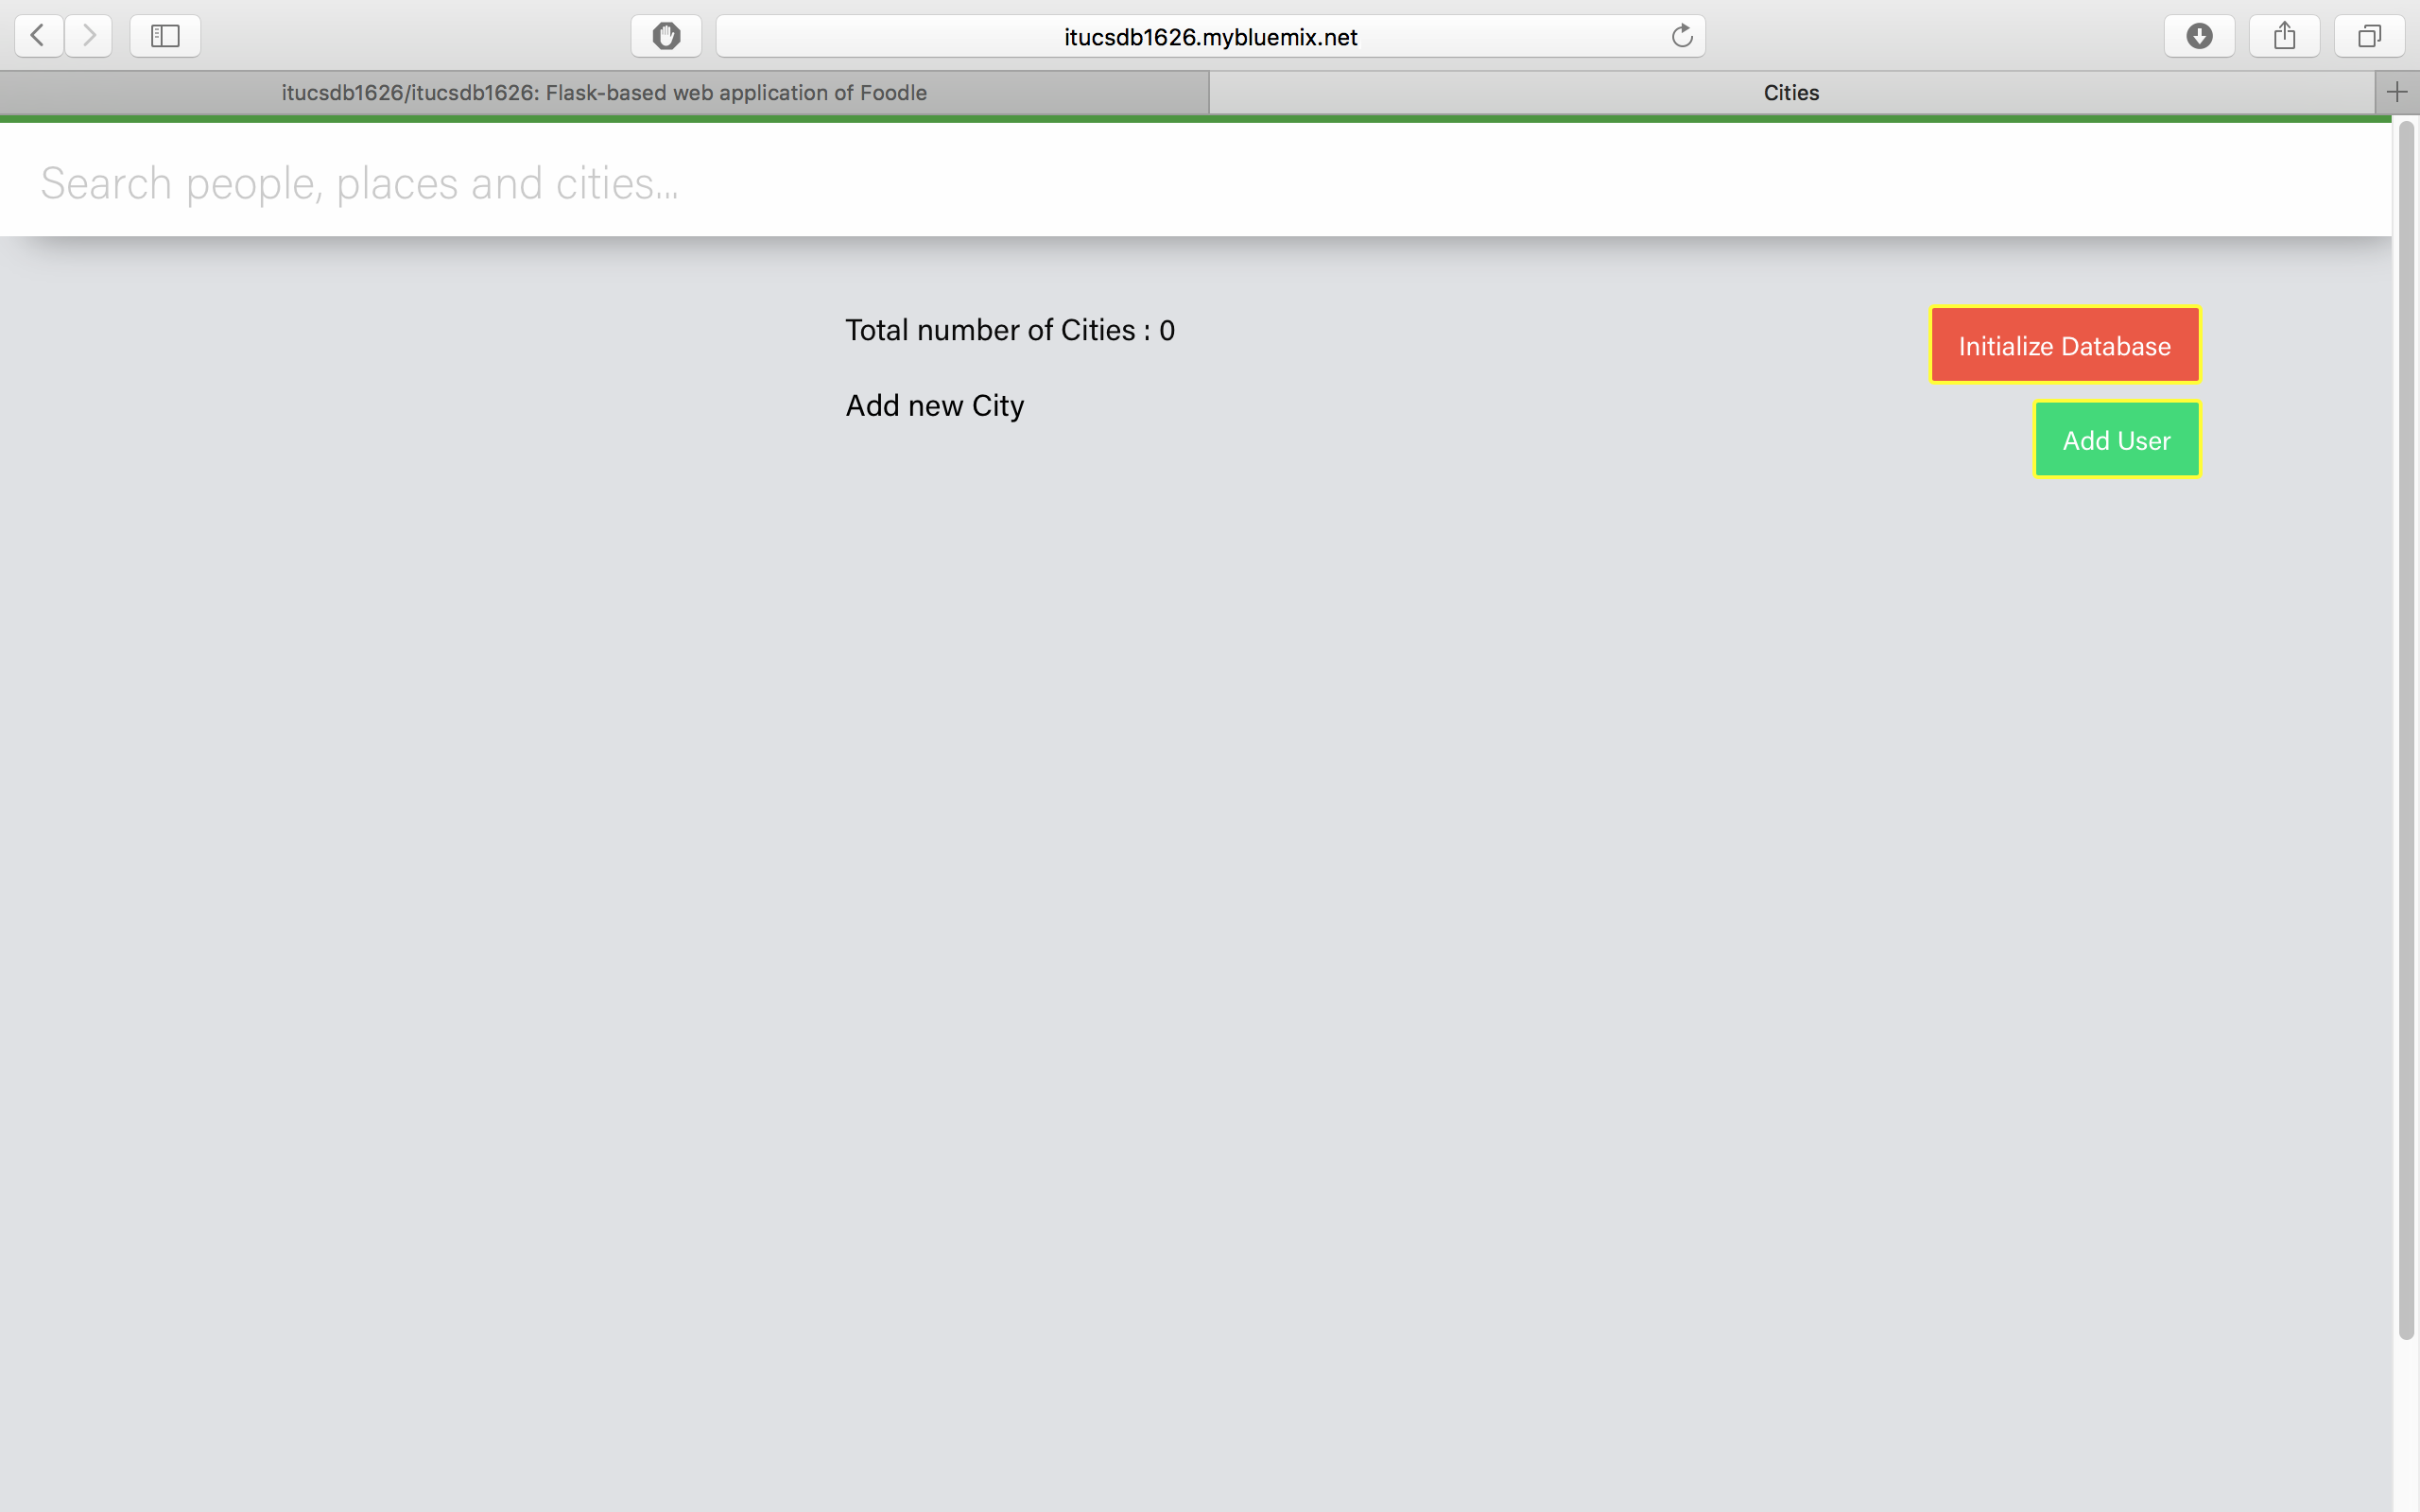 itucsdb1626.mybluemix.net
itucsdb1626/itucsdb1626: Flask-based web application of Foodle
Cities
Search people, places and cities...
Total number of Cities : 0
Initialize Database
Add new City
Add User